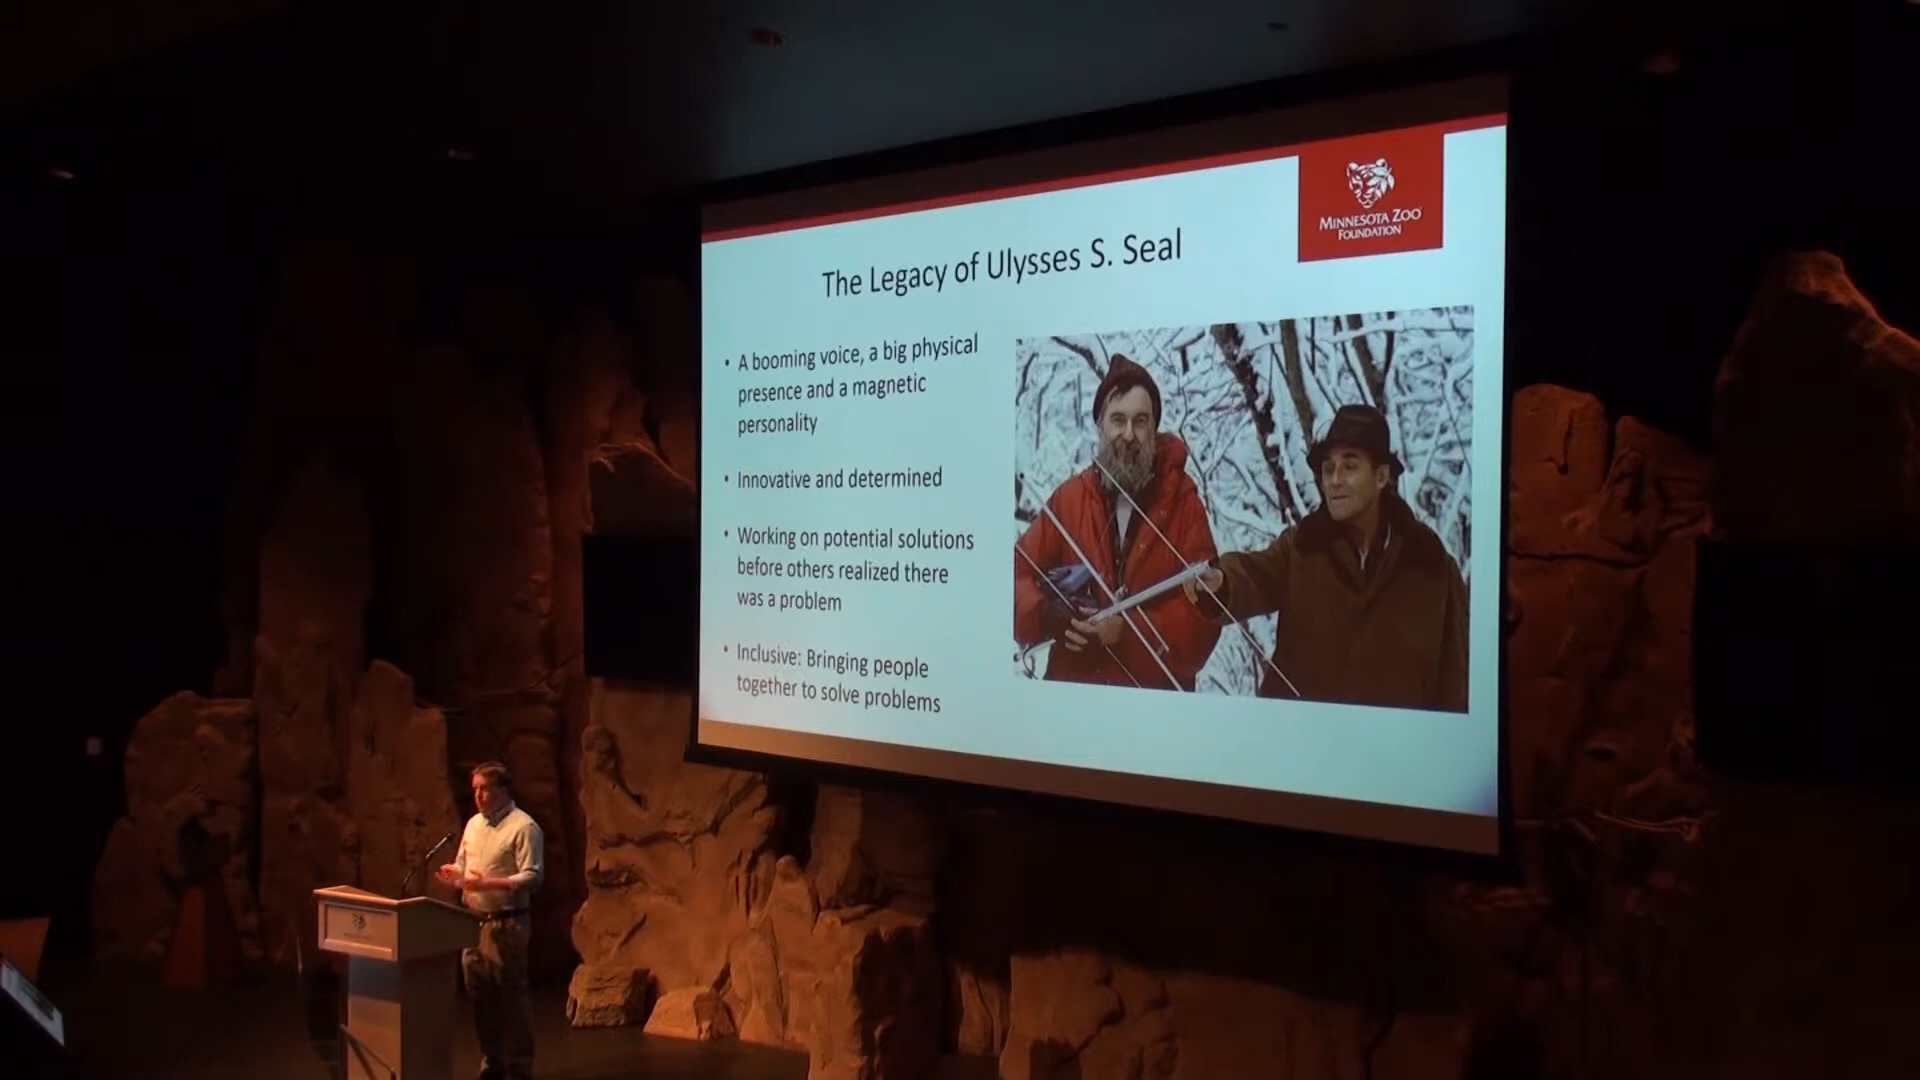 MINNESOTA ZOO
FOUNDATION
The Legacy of Ulysses S. Seal
• A booming voice, a big physical
presence and a magnetic
personality
• Innovative and determined
• Working on potential solutions
before others realized there
was a problem
• Inclusive: Bringing people
together to solve problems